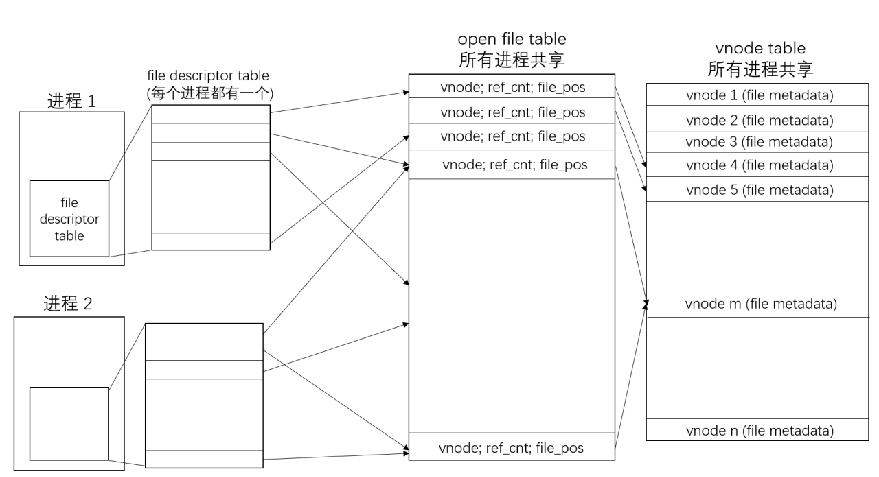 进程 1
file descriptor table
(每个进程都有一个)
file
descriptor
table
进程 2
open file table
所有进程共享
vnode; ref_cnt; file_pos
vnode; ref_cnt; file_pos
vnode; ref_cnt; file_pos
vnode; ref_cnt; file_pos
vnode; ref_cnt; file_pos
vnode table
所有进程共享
vnode 1 (file metadata)
vnode 2 (file metadata)
vnode 3 (file metadata)
vnode 4 (file metadata)
vnode 5 (file metadata)
vnode m (file metadata)
vnode n (file metadata)